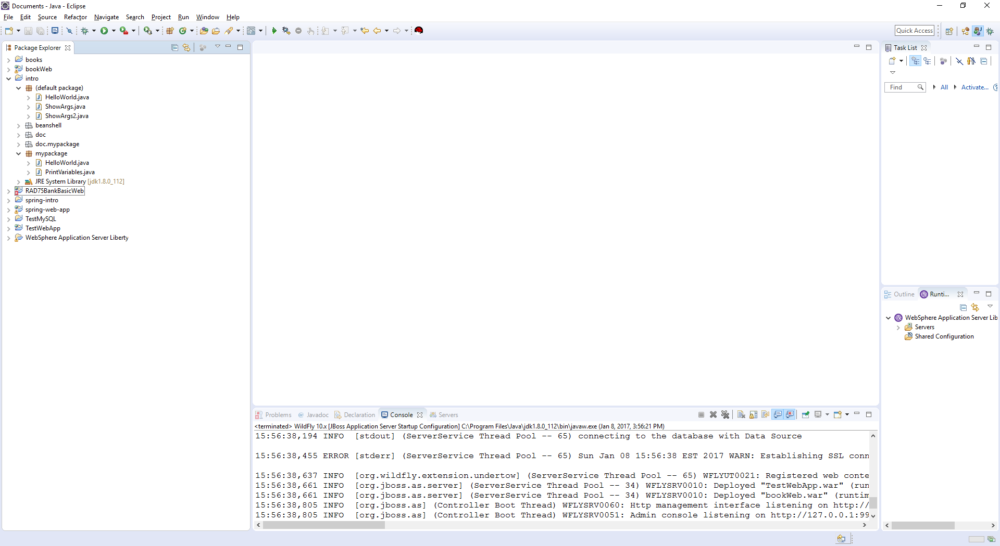 Documents - Java - Eclipse
File Edit Source Refactor Navigate Search Project Run Window Help
Quick Access
Package Explorer
books
bookWeb
intro
(default package)
HelloWorld.java
ShowArgs.java
ShowArgs2.java
beanshell
doc
doc.mypackage
mypackage
HelloWorld.java
PrintVariables.java
JRE System Library [jdk1.8.0_112]
RAD75BankBasicWeb
spring-intro
spring-web-app
TestMySQL
TestWebApp
WebSphere Application Server Liberty
Task List
Find All Activate...
Outline Runti...
WebSphere Application Server Lib
Servers
Shared Configuration
Problems @ Javadoc Declaration Console Servers
<terminated> WildFly 10.x [JBoss Application Server Startup Configuration] C:\Program Files\Java\jdk1.8.0_112\bin\javaw.exe (Jan 8, 2017, 3:56:21 PM)
15:56:38,194 INFO [stdout] (ServerService Thread Pool -- 65) connecting to the database with Data Source
15:56:38,455 ERROR [stderr] (ServerService Thread Pool -- 65) Sun Jan 08 15:56:38 EST 2017 WARN: Establishing SSL conn
15:56:38,637 INFO [org.wildfly.extension.undertow] (ServerService Thread Pool -- 65) WFLYUT0021: Registered web conte
15:56:38,661 INFO [org.jboss.as.server] (ServerService Thread Pool -- 34) WFLYSRV0010: Deployed "TestWebApp.war" (run
15:56:38,661 INFO [org.jboss.as.server] (ServerService Thread Pool -- 34) WFLYSRV0010: Deployed "bookWeb.war" (runtim
15:56:38,805 INFO [org.jboss.as] (Controller Boot Thread) WFLYSRV0060: Http management interface listening on http://
15:56:38,805 INFO [org.jboss.as] (Controller Boot Thread) WFLYSRV0051: Admin console listening on http://127.0.0.1:99